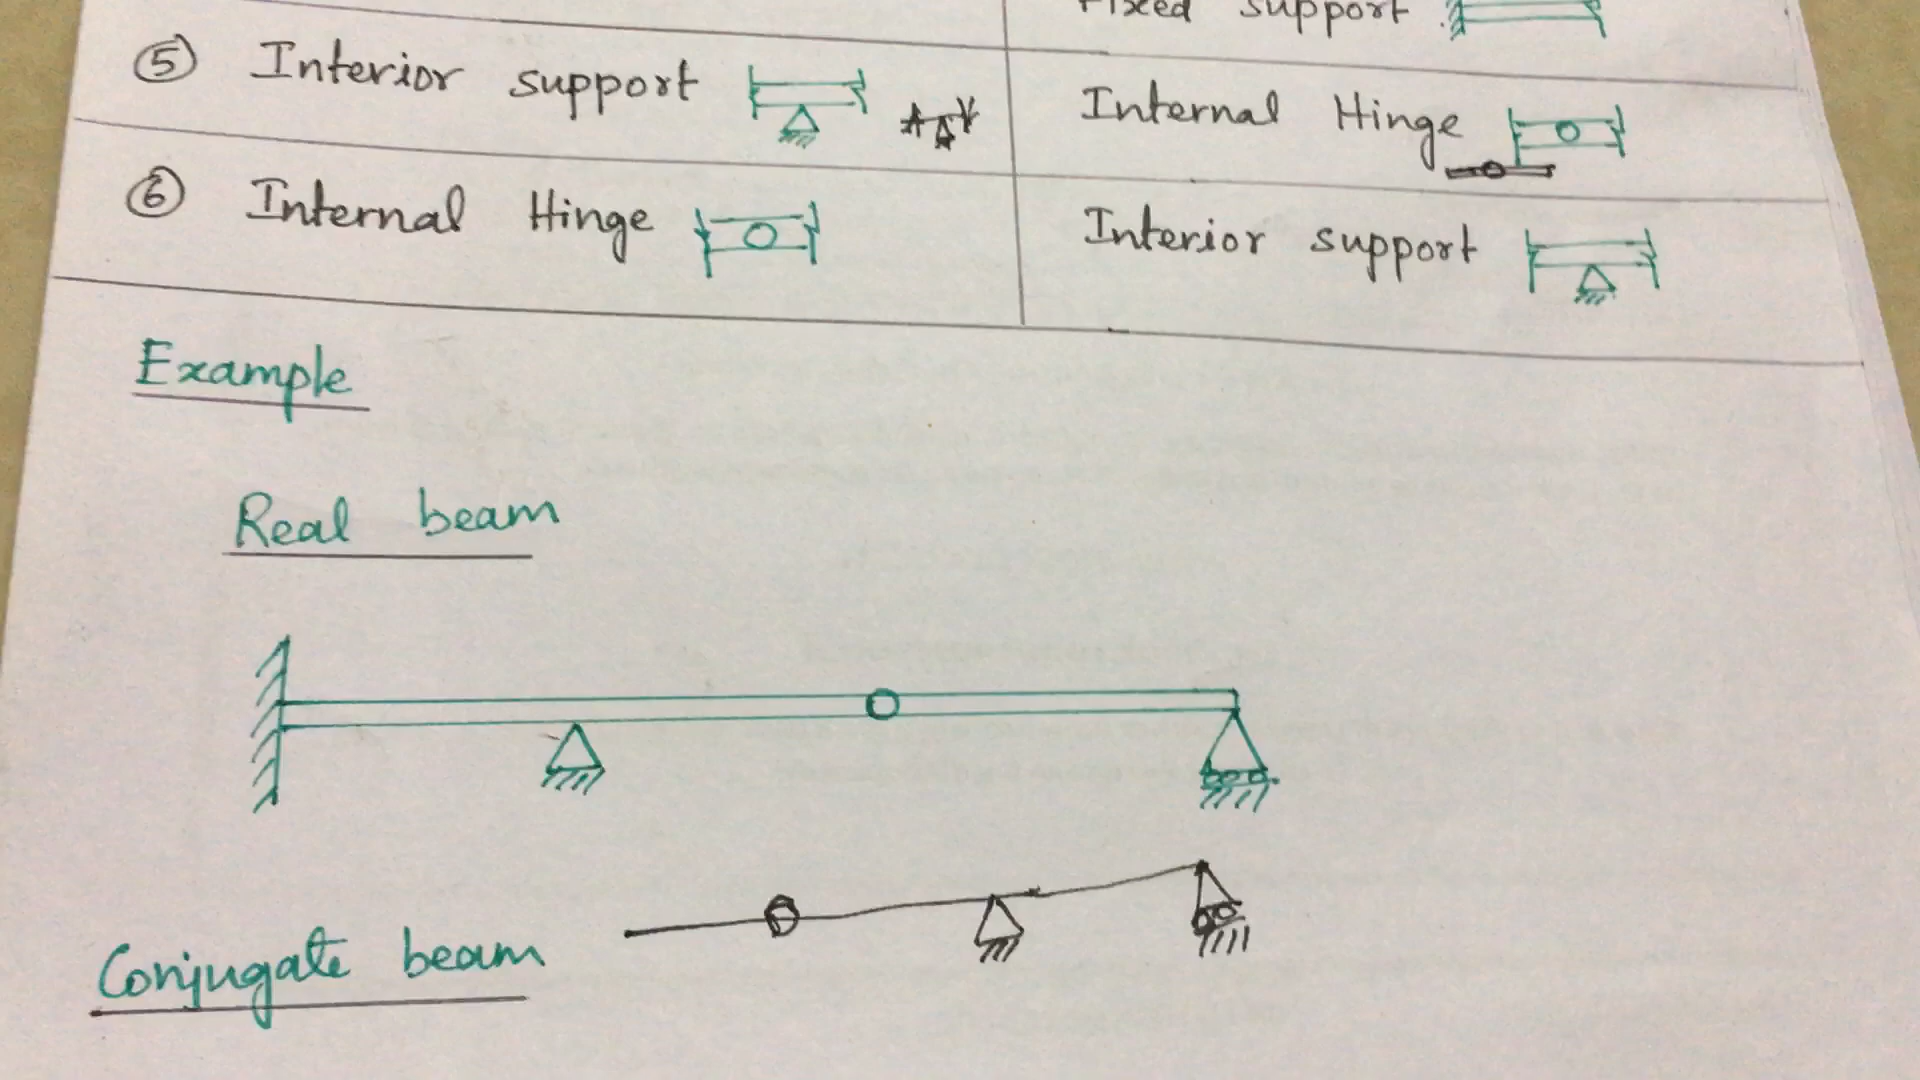 Fixed support
⑤ Interior support
Internal Hinge
⑥ Internal Hinge
Interior support
Example
Real beam
Conjugate beam